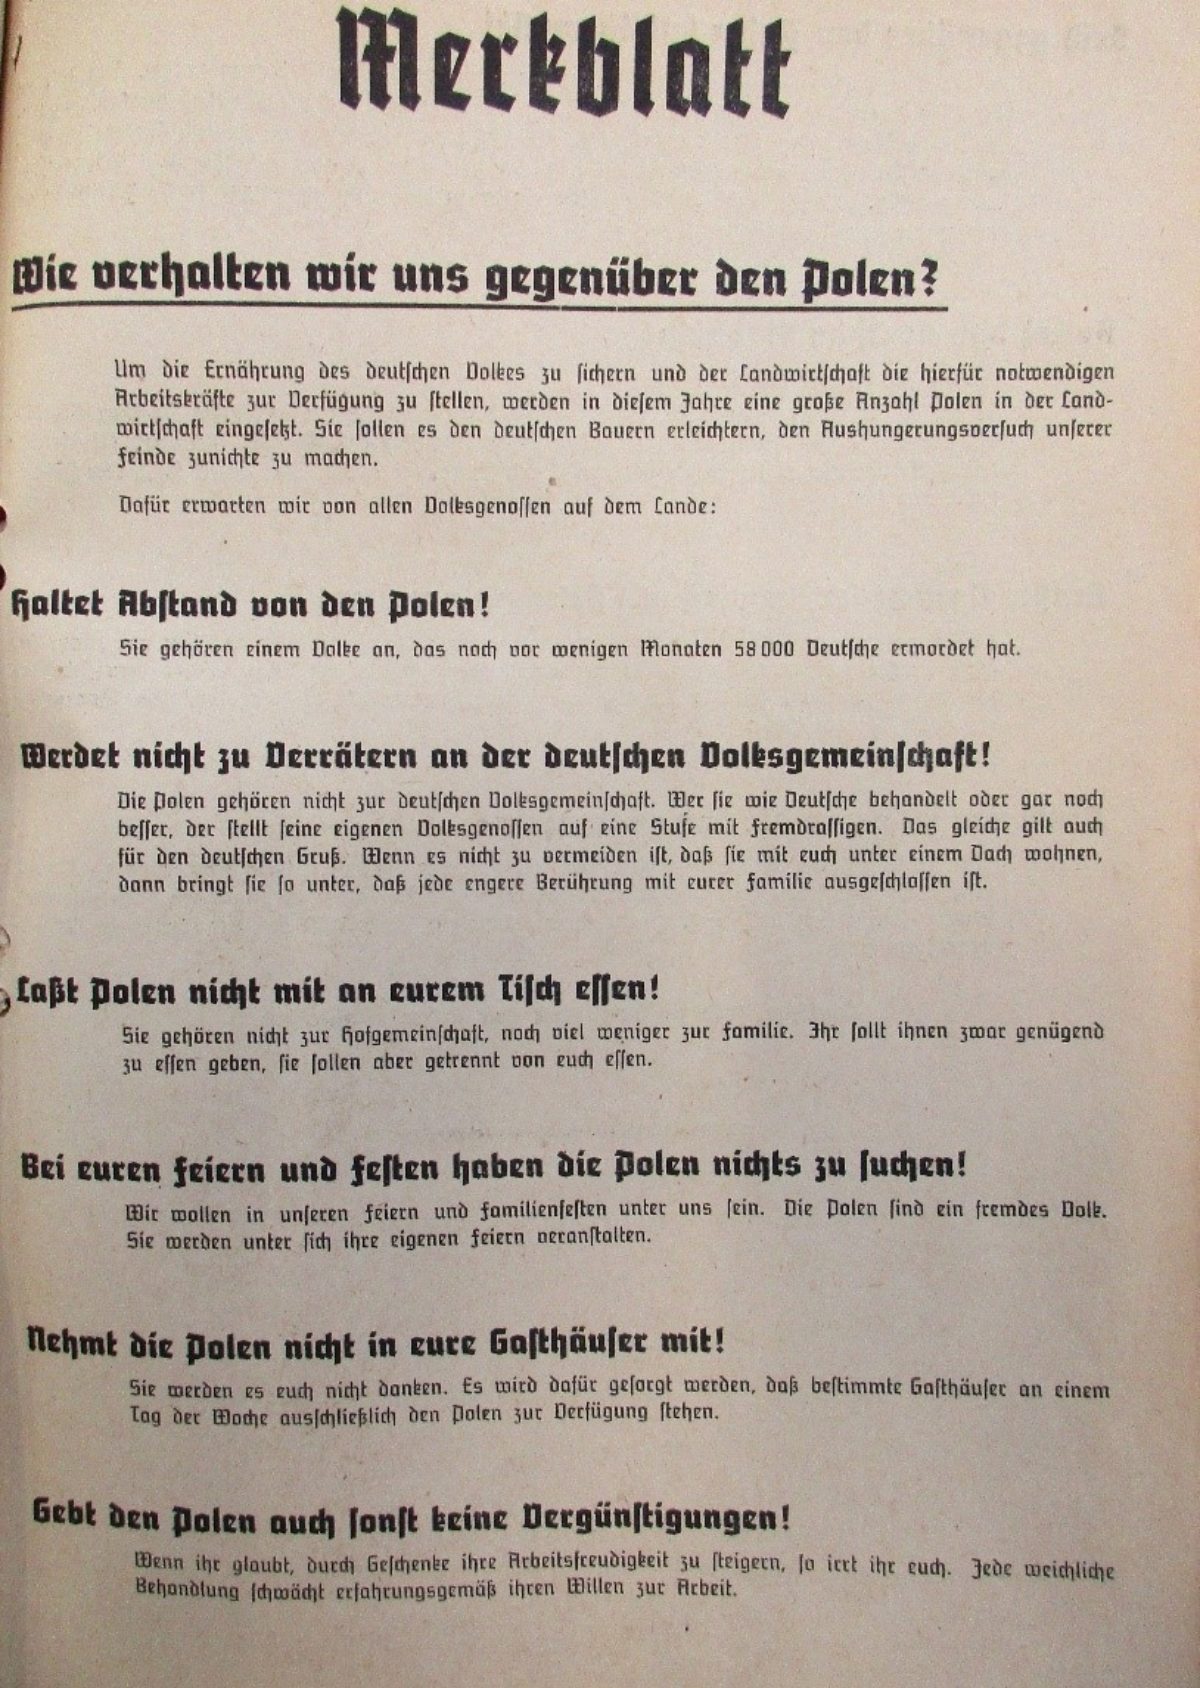 Merkblatt
Wie verhalten wir uns gegenüber den Polen?
Um die Ernährung des deutschen Volkes zu sichern und der Landwirtschaft die hierfür notwendigen
Arbeitskräfte zur Verfügung zu stellen, werden in diesem Jahre eine große Anzahl Polen in der Land-
wirtschaft eingesetzt. Sie sollen es den deutschen Bauern erleichtern, den Aushungerungsversuch unserer
Feinde zunichte zu machen.
Dafür erwarten wir von allen Volksgenossen auf dem Lande:
Haltet Abstand von den Polen!
Sie gehören einem Volke an, das noch vor wenigen Monaten 58 000 Deutsche ermordet hat.
Werdet nicht zu Verrätern an der deutschen Volksgemeinschaft!
Die Polen gehören nicht zur deutschen Volksgemeinschaft. Wer sie wie Deutsche behandelt oder gar noch
besser, der stellt seine eigenen Volksgenossen auf eine Stufe mit Fremdrassigen. Das gleiche gilt auch
für den deutschen Gruß. Wenn es nicht zu vermeiden ist, daß sie mit euch unter einem Dach wohnen,
dann bringt sie so unter, daß jede engere Berührung mit eurer Familie ausgeschlossen ist.
Laßt Polen nicht mit an eurem Tisch essen!
Sie gehören nicht zur Hofgemeinschaft, noch viel weniger zur Familie. Ihr sollt ihnen zwar genügend
zu essen geben, sie sollen aber getrennt von euch essen.
Bei euren Feiern und Festen haben die Polen nichts zu suchen!
Wir wollen in unseren Feiern und Familienfesten unter uns sein. Die Polen sind ein fremdes Volk.
Sie werden unter sich ihre eigenen Feiern veranstalten.
Nehmt die Polen nicht in eure Gasthäuser mit!
Sie werden es euch nicht danken. Es wird dafür gesorgt werden, daß bestimmte Gasthäuser an einem
Tag der Woche ausschließlich den Polen zur Verfügung stehen.
Gebt den Polen auch sonst keine Vergünstigungen!
Wenn ihr glaubt, durch Geschenke ihre Arbeitsfreudigkeit zu steigern, so irrt ihr euch. Jede weichliche
Behandlung schwächt erfahrungsgemäß ihren Willen zur Arbeit.